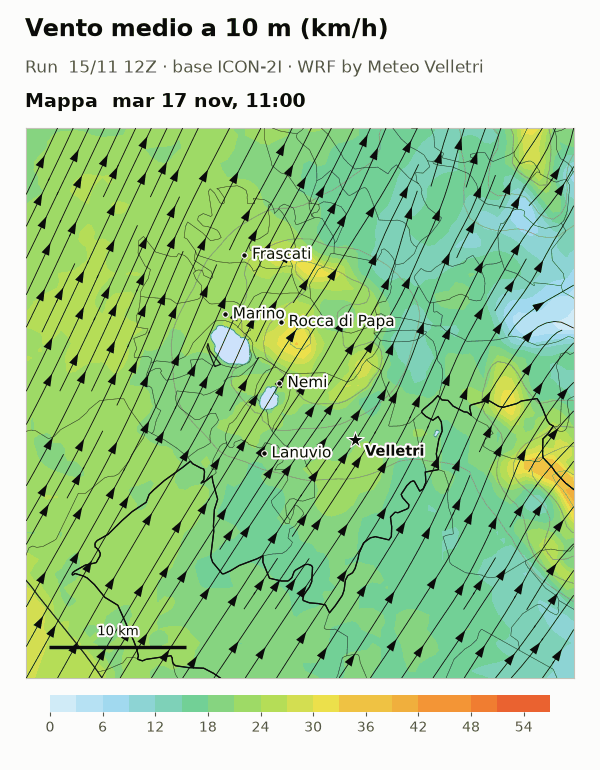 Vento medio a 10 m (km/h)
Run  15/11 12Z · base ICON-2I · WRF by Meteo Velletri
Mappa  mar 17 nov, 11:00
Frascati
Marino
Rocca di Papa
Nemi
Velletri
Lanuvio
10 km
0 6 12 18 24 30 36 42 48 54